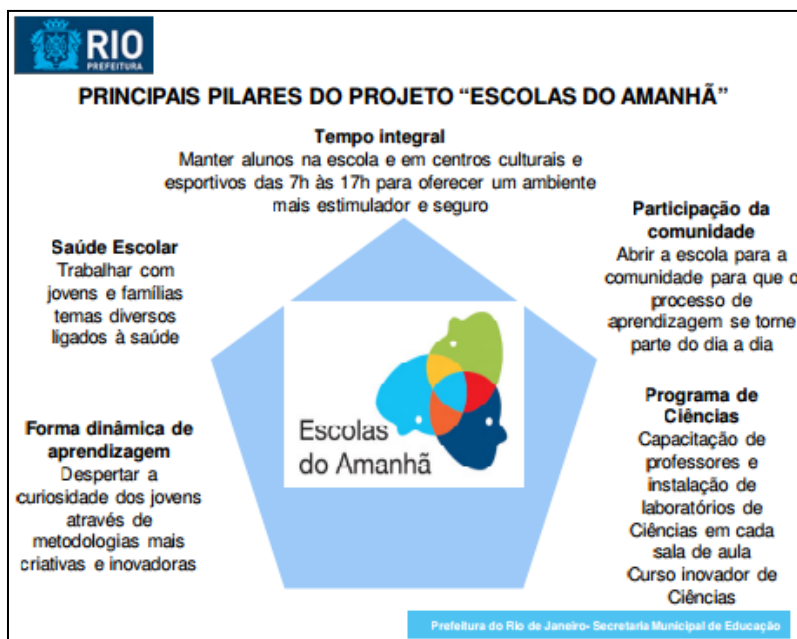 RIO
PREFEITURA
PRINCIPAIS PILARES DO PROJETO “ESCOLAS DO AMANHÃ”
Tempo integral
Manter alunos na escola e em centros culturais e
esportivos das 7h às 17h para oferecer um ambiente
mais estimulador e seguro
Participação da
comunidade
Abrir a escola para a
comunidade para que o
processo de
aprendizagem se torne
parte do dia a dia
Saúde Escolar
Trabalhar com
jovens e famílias
temas diversos
ligados à saúde
Forma dinâmica de
aprendizagem
Despertar a
curiosidade dos jovens
através de
metodologias mais
criativas e inovadoras
Escolas
do Amanhã
Programa de
Ciências
Capacitação de
professores e
instalação de
laboratórios de
Ciências em cada
sala de aula
Curso inovador de
Ciências
Prefeitura do Rio de Janeiro- Secretaria Municipal de Educação